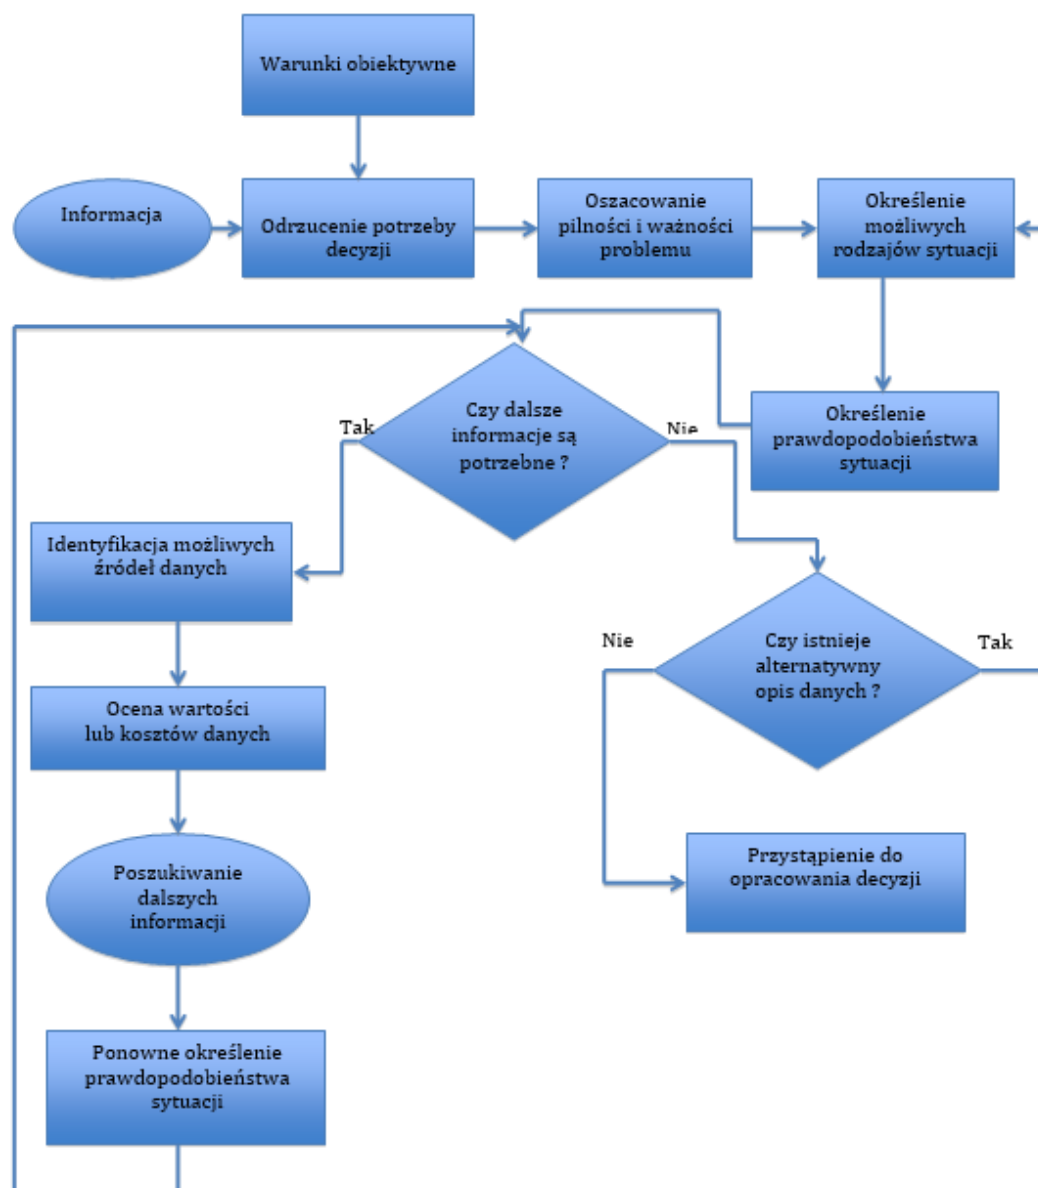 Warunki obiektywne
Informacja
Odrzucenie potrzeby
decyzji
Oszacowanie
pilności i ważności
problemu
Określenie
możliwych
rodzajów sytuacji
Czy dalsze
informacje są
potrzebne ?
Tak
Nie
Określenie
prawdopodobieństwa
sytuacji
Identyfikacja możliwych
źródeł danych
Nie
Czy istnieje
alternatywny
opis danych ?
Tak
Ocena wartości
lub kosztów danych
Poszukiwanie
dalszych
informacji
Przystąpienie do
opracowania decyzji
Ponowne określenie
prawdopodobieństwa
sytuacji